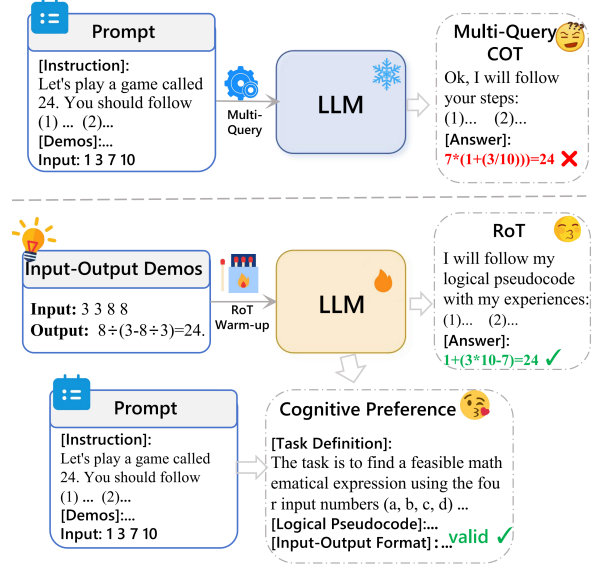 Prompt
[Instruction]:
Let's play a game called
24. You should follow
(1) ... (2)...
[Demos]:...
Input: 1 3 7 10
Multi-
Query
LLM
???
Multi-Query
COT
Ok, I will follow
your steps:
(1)... (2)...
[Answer]:
7*(1+(3/10)))=24
Input-Output Demos
Input: 3 3 8 8
Output: 8÷(3-8÷3)=24.
RoT
Warm-up
LLM
RoT
I will follow my
logical pseudocode
with my experiences:
(1)... (2)...
[Answer]:
1+(3*10-7)=24
Prompt
[Instruction]:
Let's play a game called
24. You should follow
(1) ... (2)...
[Demo]:...
Input: 1 3 7 10
Cognitive Preference
[Task Definition]:
The task is to find a feasible math
ematical expression using the fou
r input numbers (a, b, c, d) ...
[Logical Pseudocode]:...
[Input-Output Format]:...
valid